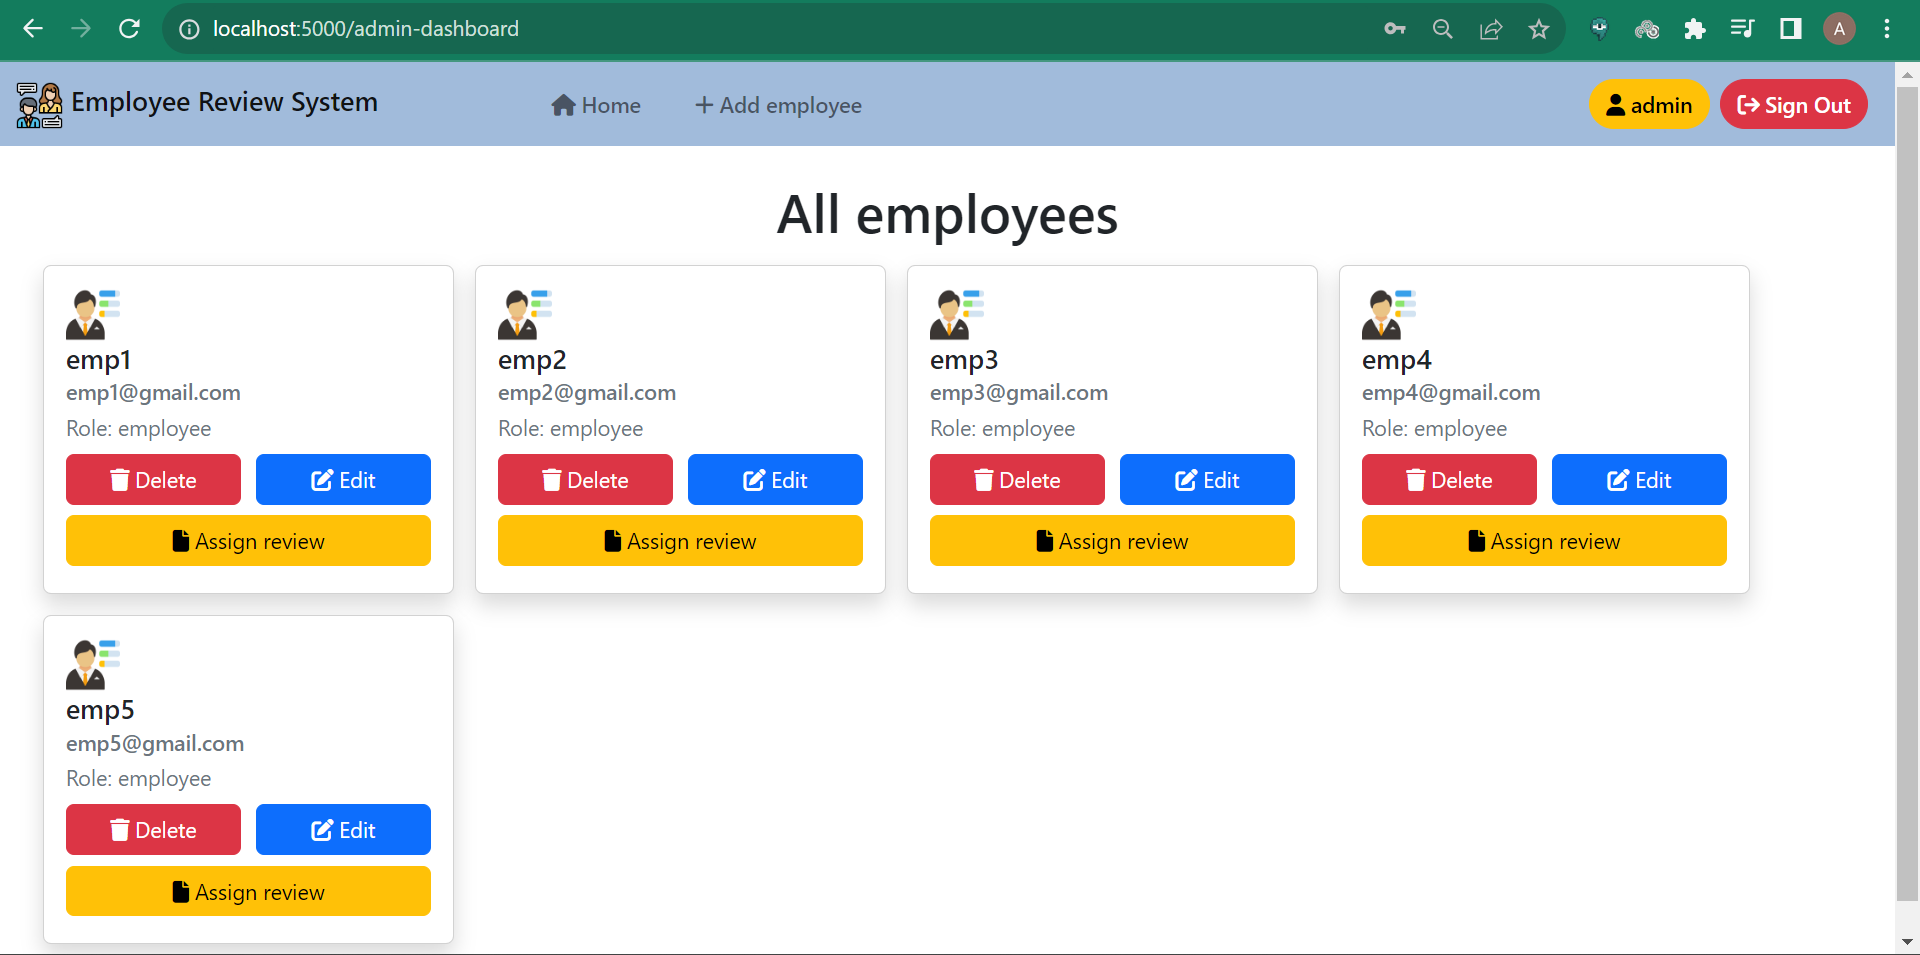 localhost:5000/admin-dashboard
A
Employee Review System
Home
Add employee
admin
Sign Out
All employees
emp1
emp1@gmail.com
Role: employee
Delete
Edit
Assign review
emp2
emp2@gmail.com
Role: employee
Delete
Edit
Assign review
emp3
emp3@gmail.com
Role: employee
Delete
Edit
Assign review
emp4
emp4@gmail.com
Role: employee
Delete
Edit
Assign review
emp5
emp5@gmail.com
Role: employee
Delete
Edit
Assign review